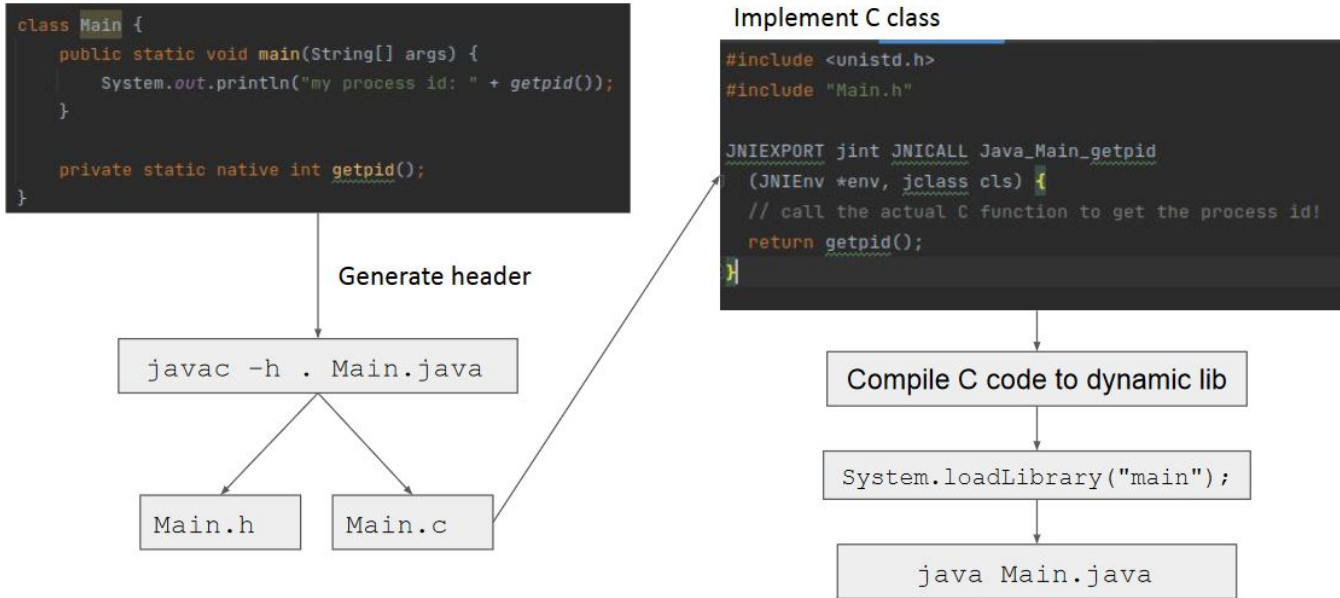 class Main {
public static void main(String[] args) {
System.out.println("my process id: " + getpid());
}
private static native int getpid();
}
Generate header
javac -h . Main.java
Main.h
Main.c
Implement C class
#include <unistd.h>
#include "Main.h"
JNIEXPORT jint JNICALL Java_Main_getpid
(JNIEnv *env, jclass cls) {
// call the actual C function to get the process id!
return getpid();
}
Compile C code to dynamic lib
System.loadLibrary("main");
java Main.java